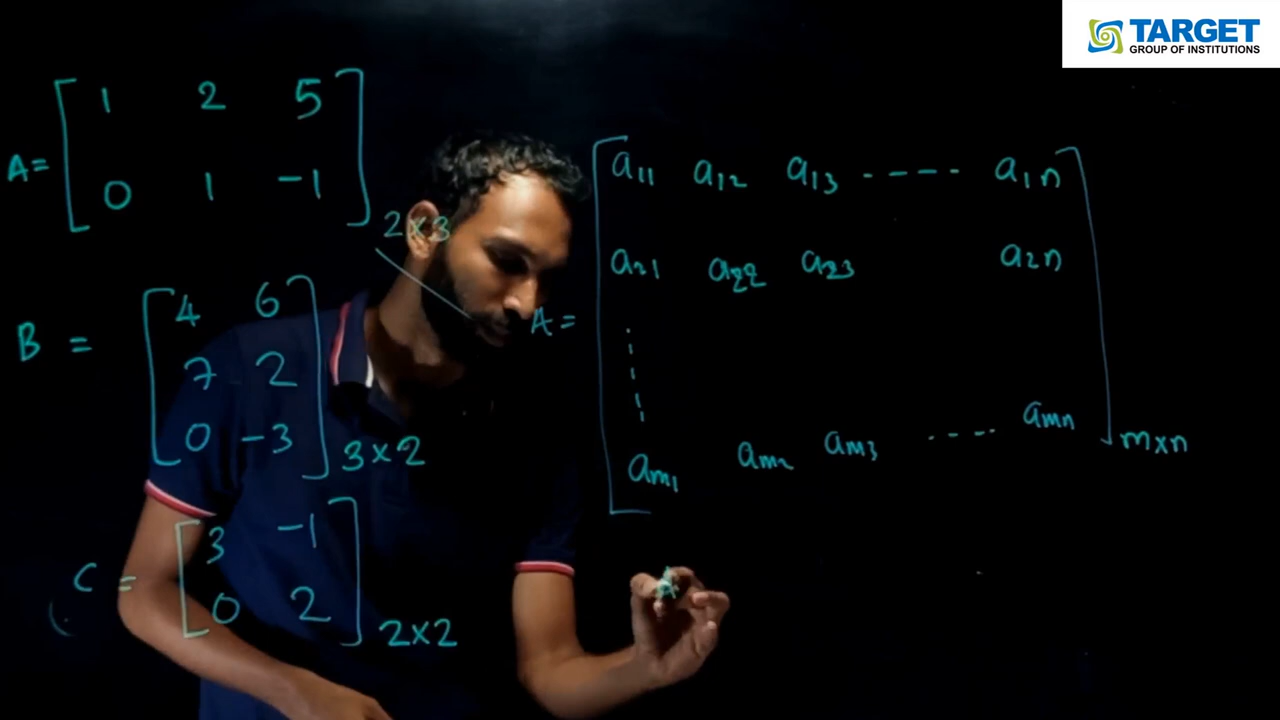 TARGET
GROUP OF INSTITUTIONS
A = [ 1 2 5
0 1 -1 ] 2×3
B = [ 4 6
7 2
0 -3 ] 3×2
C = [ 3 -1
0 2 ] 2×2
A = [ a11 a12 a13 ----- a1n
a21 a22 a23 a2n
am1 am2 am3 ---- amn ] m×n
A